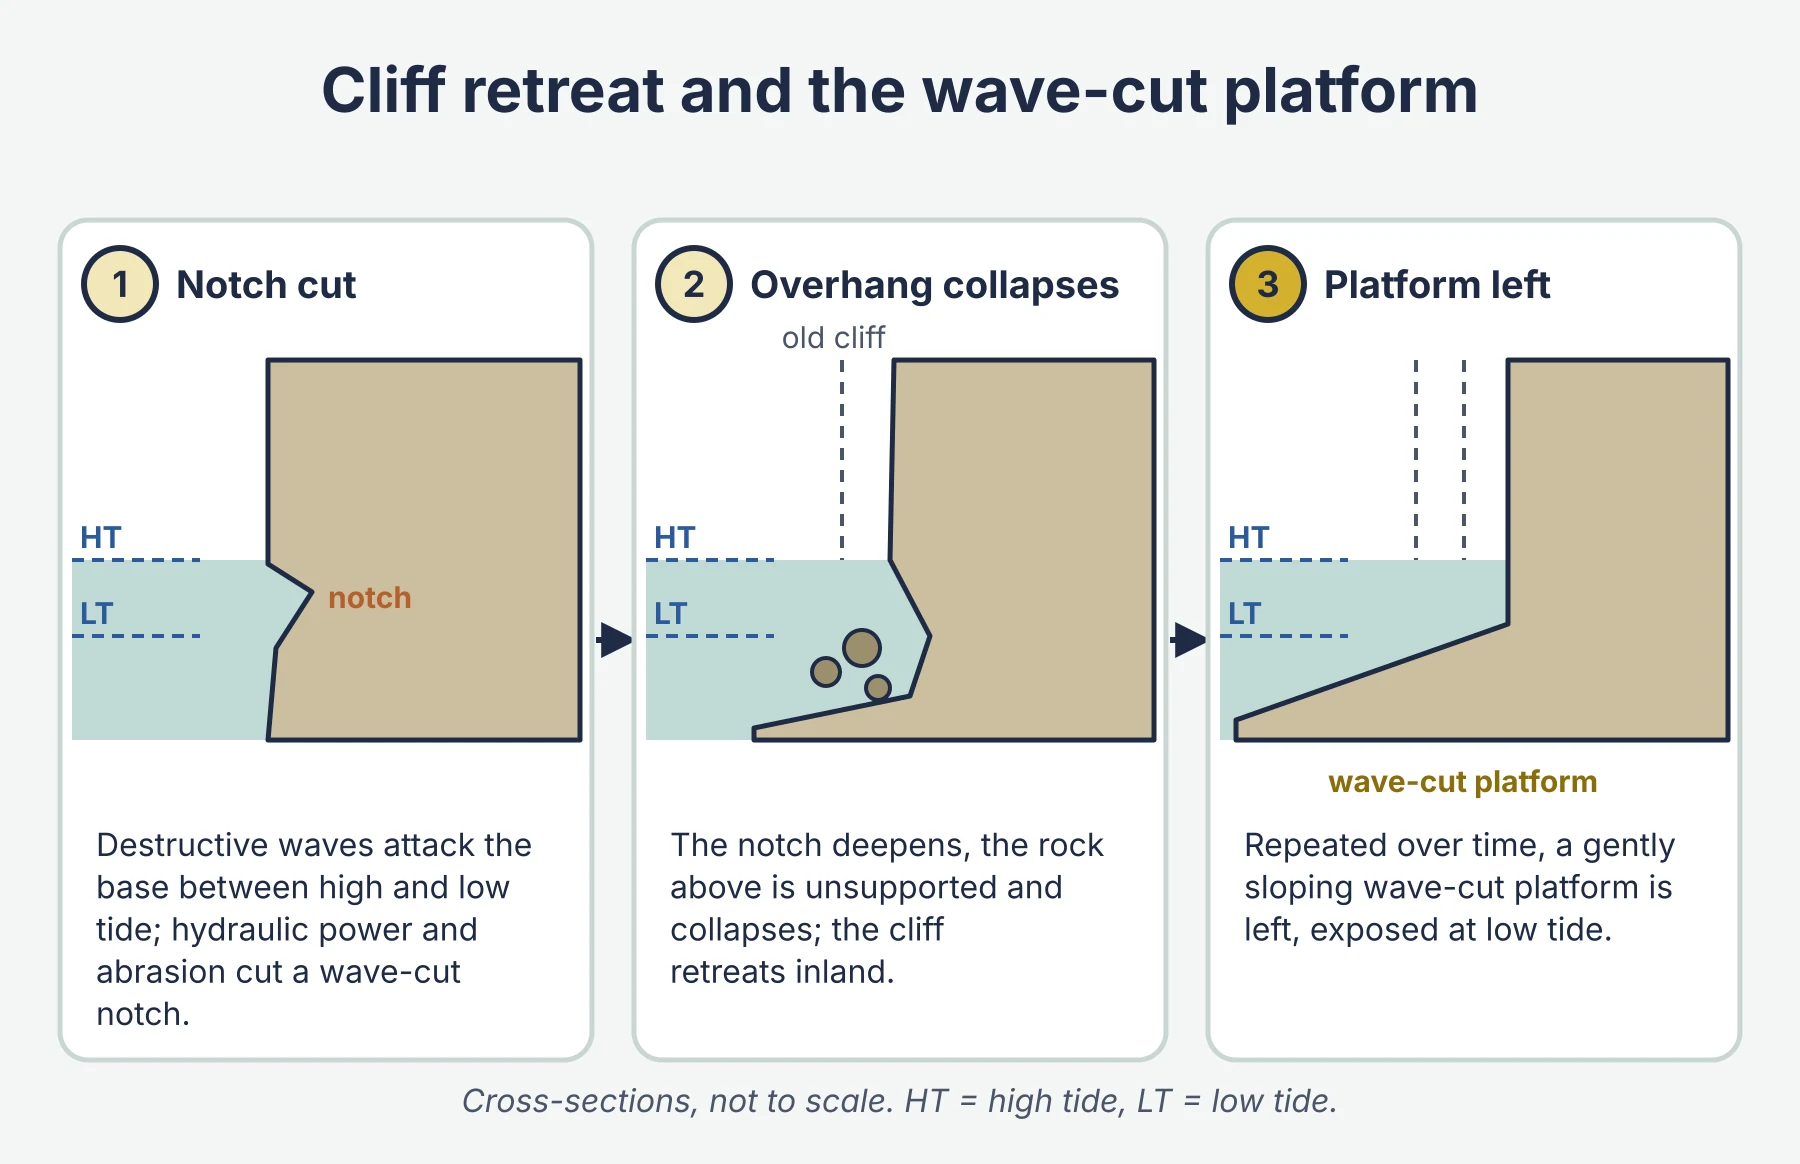 Cliff retreat and the wave-cut platform
1 Notch cut
HT
LT
notch
Destructive waves attack the
base between high and low
tide; hydraulic power and
abrasion cut a wave-cut
notch.
2 Overhang collapses
old cliff
HT
LT
The notch deepens, the rock
above is unsupported and
collapses; the cliff
retreats inland.
3 Platform left
HT
LT
wave-cut platform
Repeated over time, a gently
sloping wave-cut platform is
left, exposed at low tide.
Cross-sections, not to scale. HT = high tide, LT = low tide.